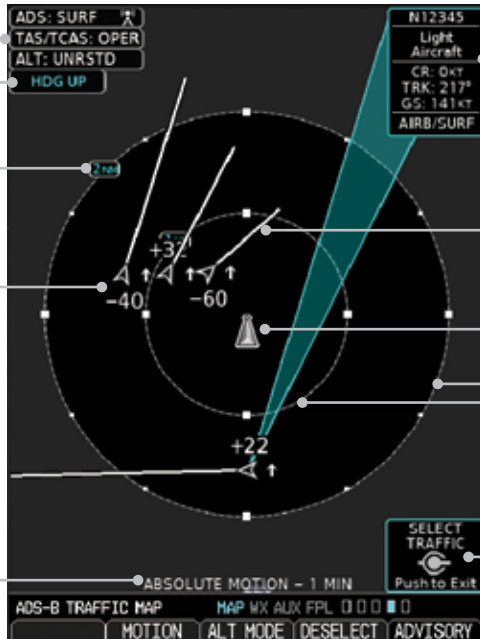 ADS: SURF
TAS/TCAS: OPER
ALT: UNRSTD
HDG UP
N12345
Light
Aircraft
CR: 0KT
TRK: 217°
GS: 141KT
AIRB/SURF
2NM
+32
-40
-60
+22
SELECT
TRAFFIC
Push to Exit
ABSOLUTE MOTION – 1 MIN
ADS-B TRAFFIC MAP MAP WX AUX FPL
MOTION ALT MODE DESELECT ADVISORY